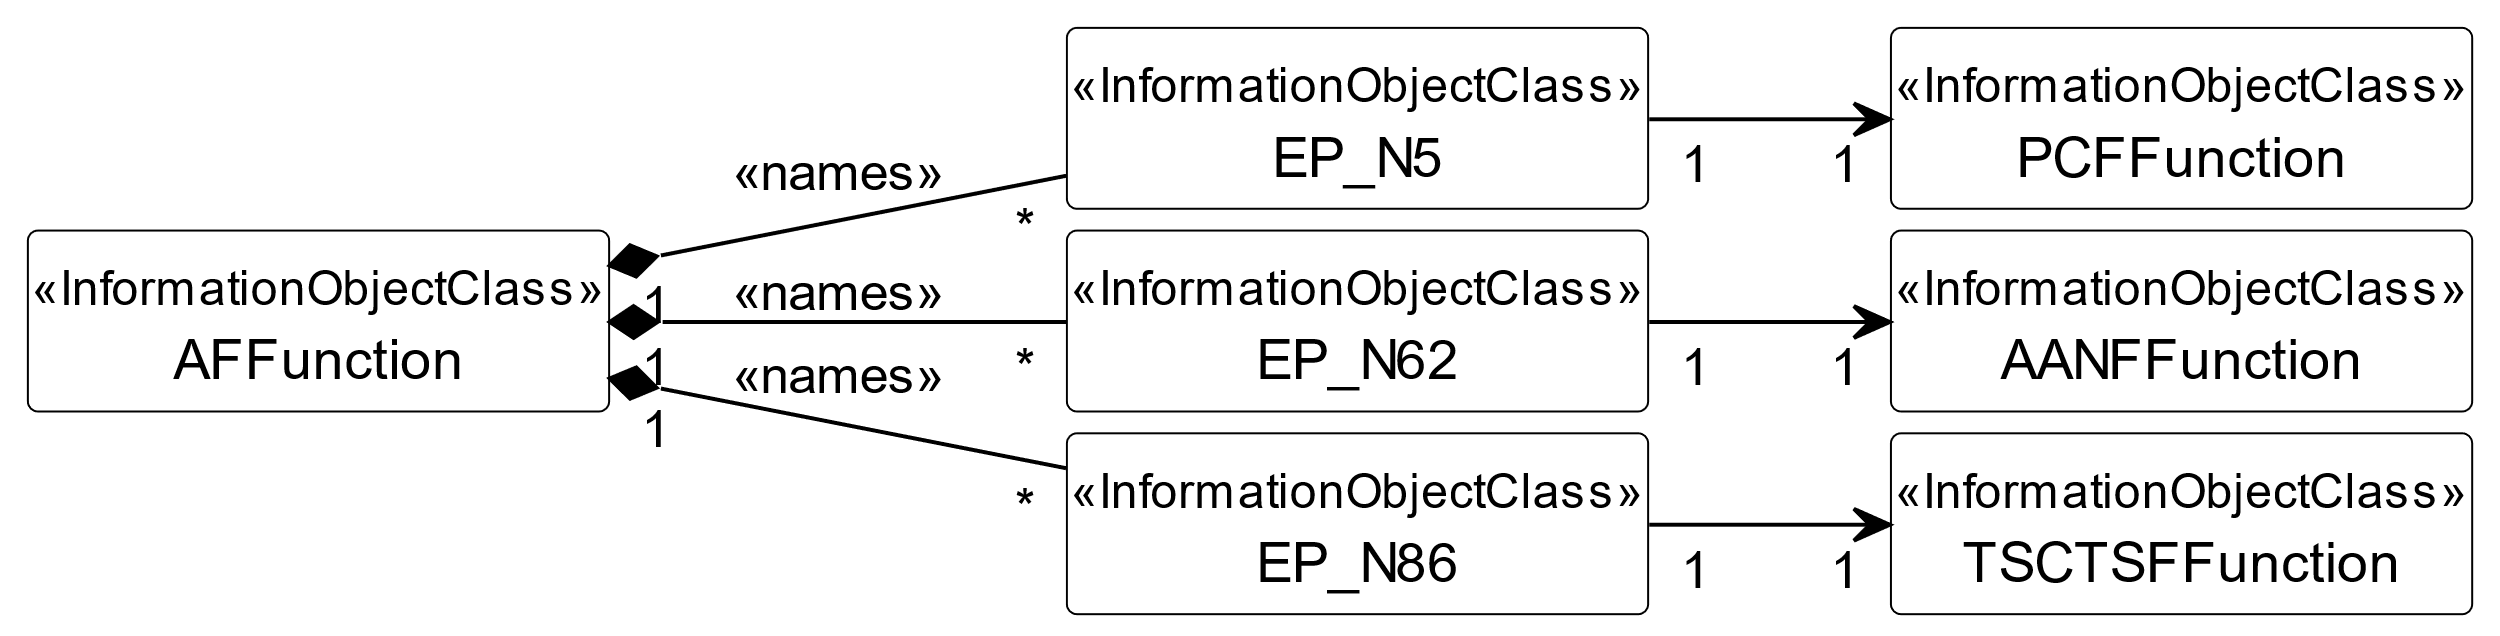 «InformationObjectClass»
EP_N5
«InformationObjectClass»
PCFFunction
«names»
*
1
1
«InformationObjectClass»
AFFunction
1
«names»
*
«InformationObjectClass»
EP_N62
1
1
«InformationObjectClass»
AANFFunction
1
«names»
*
1
«InformationObjectClass»
EP_N86
1
1
«InformationObjectClass»
TSCTSFFunction